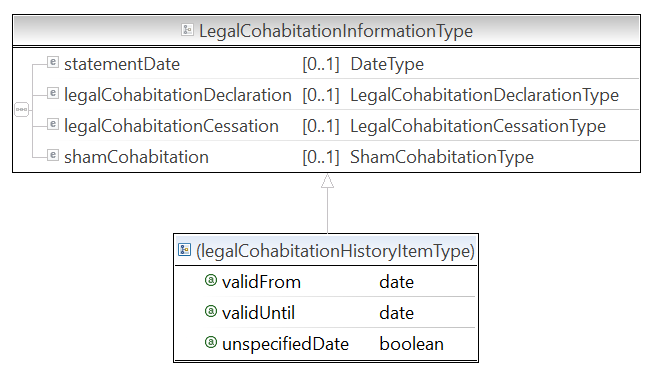 LegalCohabitationInformationType
e statementDate [0..1] DateType
e legalCohabitationDeclaration [0..1] LegalCohabitationDeclarationType
e legalCohabitationCessation [0..1] LegalCohabitationCessationType
e shamCohabitation [0..1] ShamCohabitationType
(legalCohabitationHistoryItemType)
a validFrom date
a validUntil date
a unspecifiedDate boolean